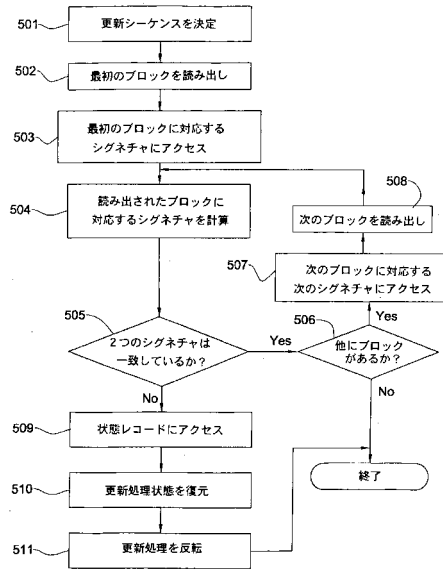 501
更新シーケンスを決定
502
最初のブロックを読み出し
503
最初のブロックに対応する
シグネチャにアクセス
504
読み出されたブロックに
対応するシグネチャを計算
508
次のブロックを読み出し
507
次のブロックに対応する
次のシグネチャにアクセス
505
2つのシグネチャは
一致しているか?
Yes
506
他にブロック
があるか?
Yes
No
No
509
状態レコードにアクセス
510
更新処理状態を復元
511
更新処理を反転
終了